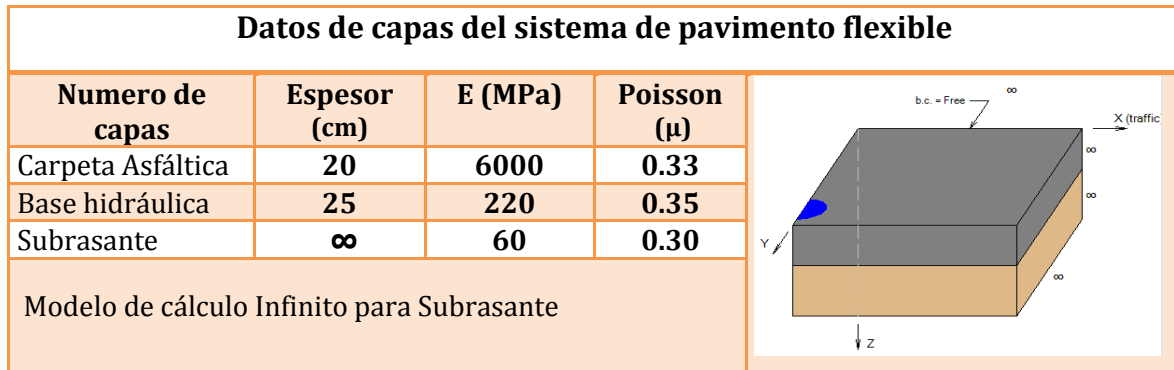 Datos de capas del sistema de pavimento flexible
Numero de capas Espesor (cm) E (MPa) Poisson (µ)
Carpeta Asfáltica 20 6000 0.33
Base hidráulica 25 220 0.35
Subrasante ∞ 60 0.30
Modelo de cálculo Infinito para Subrasante
b.c. = Free
∞
X (traffic
∞
∞
Y
∞
Z